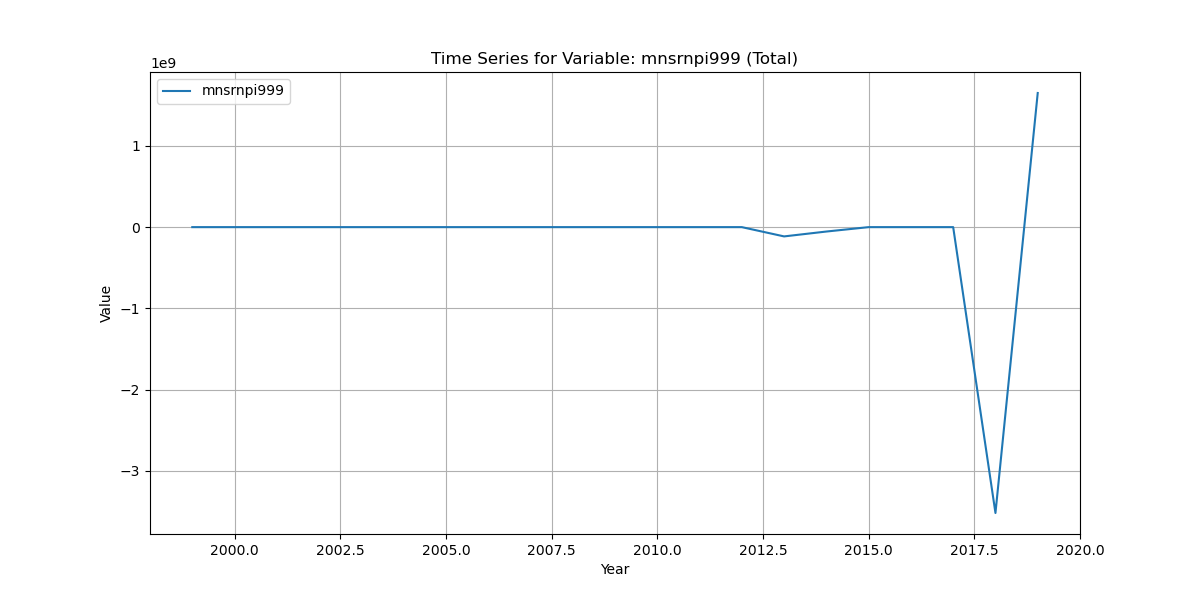 Time Series for Variable: mnsrnpi999 (Total)
1e9
mnsrnpi999
1
0
−1
−2
−3
Value
2000.0 2002.5 2005.0 2007.5 2010.0 2012.5 2015.0 2017.5 2020.0
Year